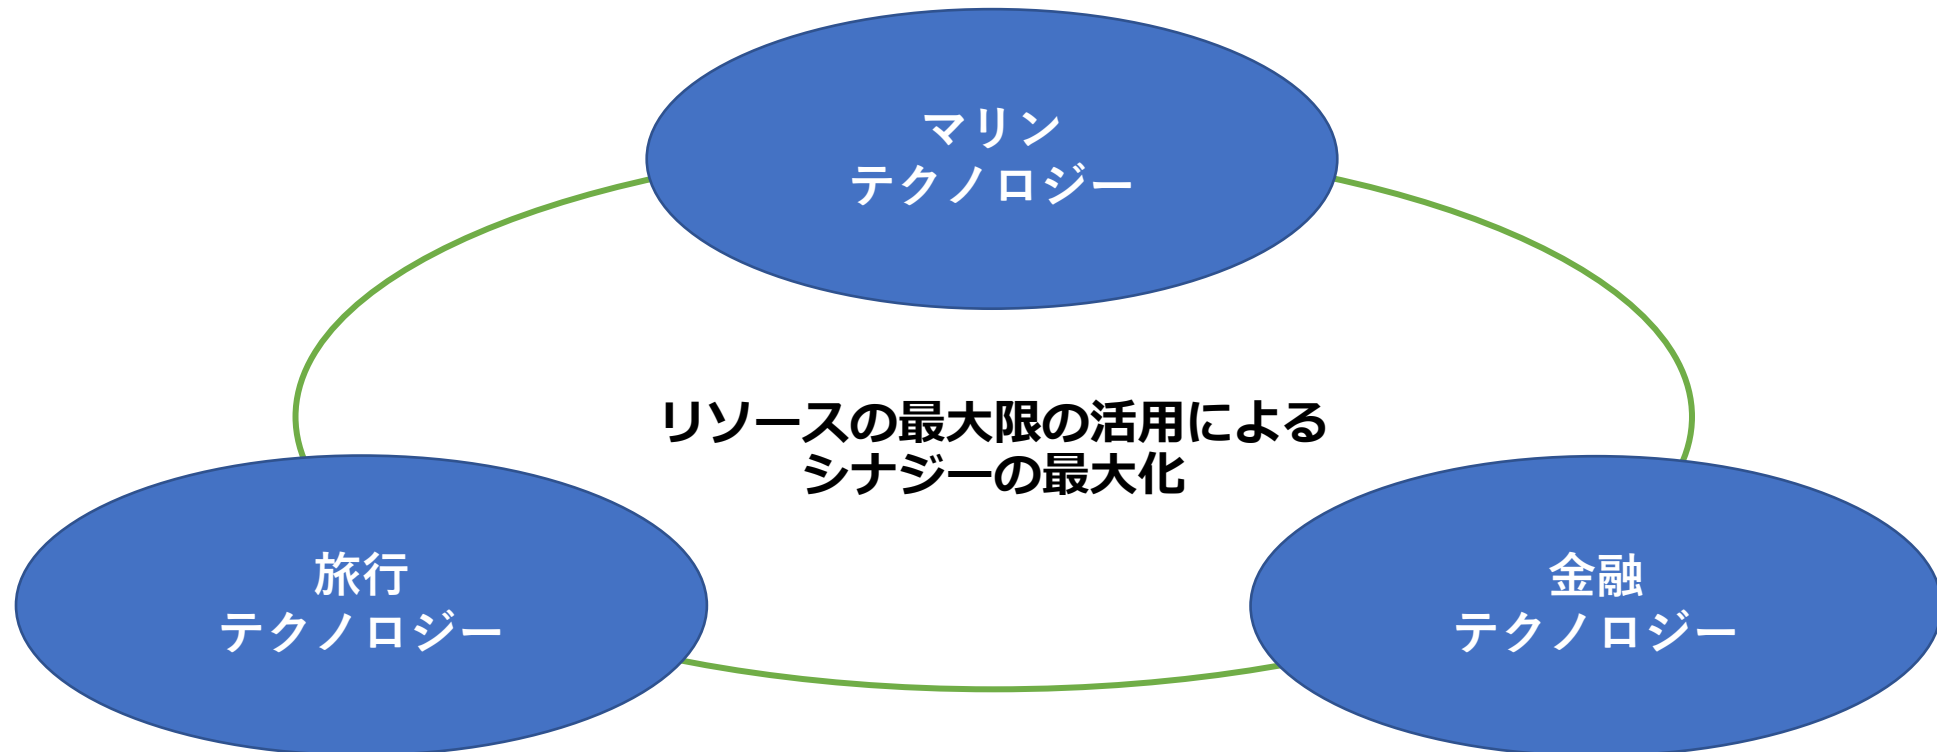 マリン
テクノロジー
リソースの最大限の活用による
シナジーの最大化
旅行
テクノロジー
金融
テクノロジー